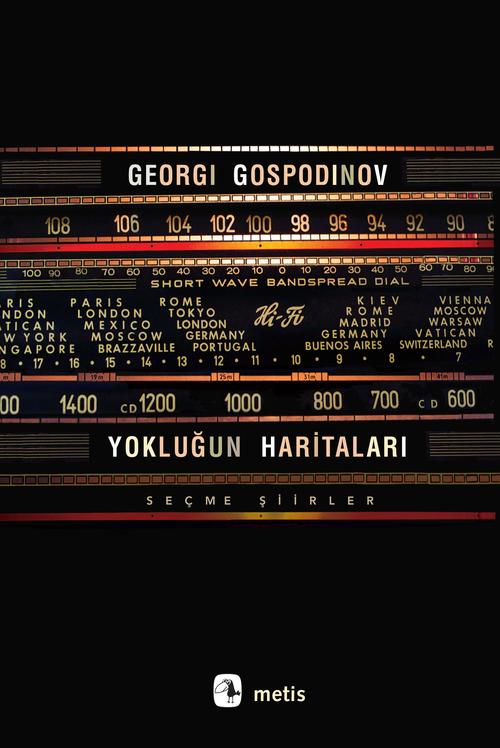 GEORGI GOSPODINOV
108 106 104 102 100 98 96 94 92 90
100 90 80 70 60 50 40 30 20 10 0 10 20 30 40 50 60 70 80
SHORT WAVE BANDSPREAD DIAL
PARIS ROME KIEV VIENNA
LONDON TOKYO Hi-Fi ROME MOSCOW
MEXICO LONDON MADRID WARSAW
MOSCOW GERMANY GERMANY VATICAN
BRAZZAVILLE PORTUGAL BUENOS AIRES SWITZERLAND
17 • 16 • 15 • 14 • 13 • 12 • 11 • 10 • 9 • 8 • 7
19m 25m 31m
1400 CD 1200 1000 800 700 CD 600
YOKLUĞUN HARİTALARI
SEÇME ŞİİRLER
metis